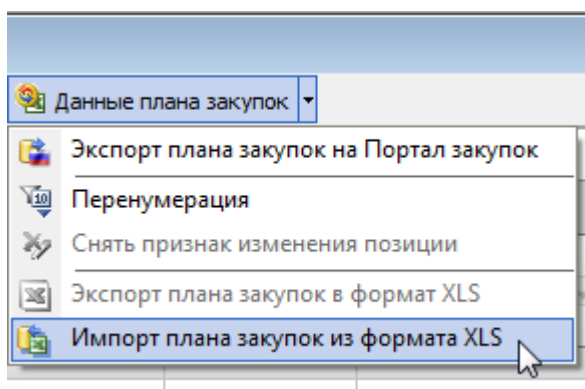 Данные плана закупок
Экспорт плана закупок на Портал закупок
10
Перенумерация
Снять признак изменения позиции
Экспорт плана закупок в формат XLS
Импорт плана закупок из формата XLS